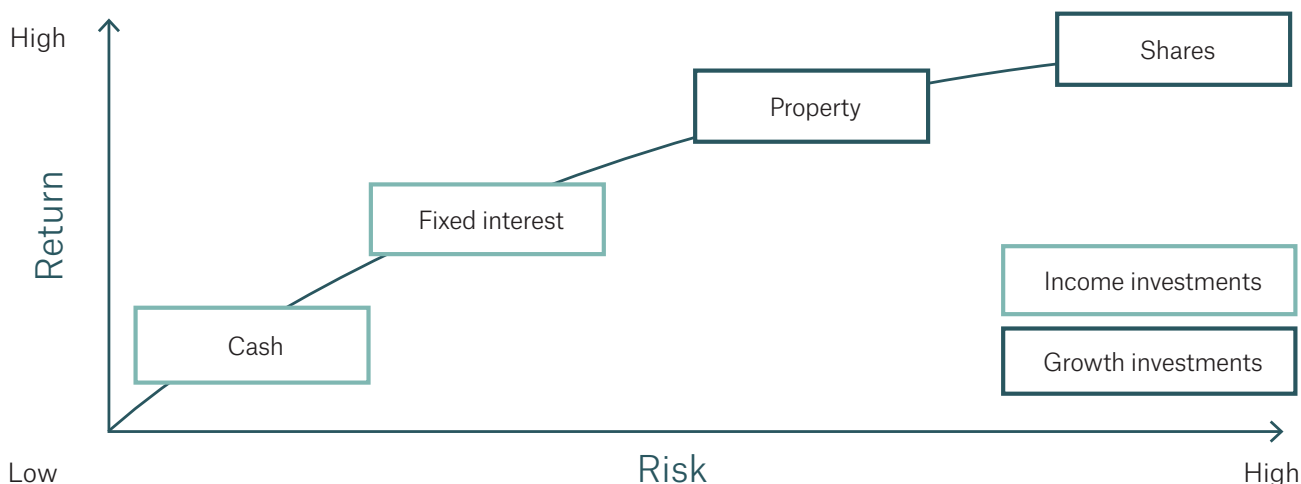 High
Shares
Property
Return
Fixed interest
Income investments
Cash
Growth investments
Low
Risk
High